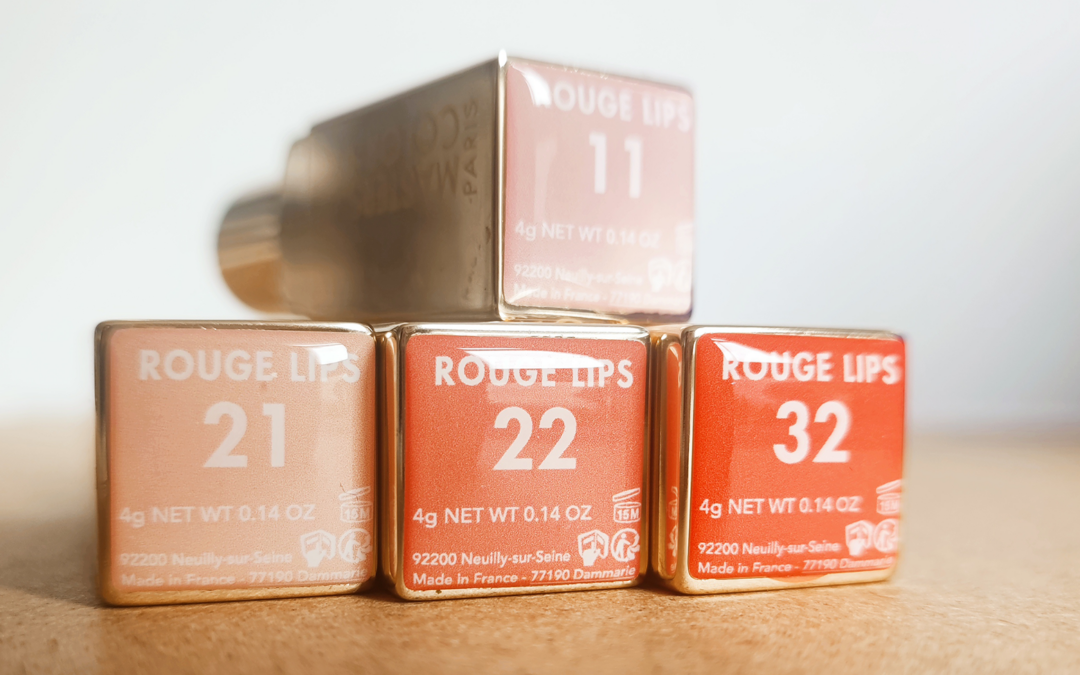 ROUGE LIPS
11
4g NET WT 0.14 OZ
92200 Neuilly-sur-Seine
Made in France - 77190
PARIS
ROUGE LIPS
21
4g NET WT 0.14 OZ
15M
92200 Neuilly-sur-Seine
Made in France - 77190 Dammarie
ROUGE LIPS
22
4g NET WT 0.14 OZ
15M
92200 Neuilly-sur-Seine
Made in France - 77190 Dammarie
ROUGE LIPS
32
4g NET WT 0.14 OZ
15M
92200 Neuilly-sur-Seine
Made in France - 77190 Dammarie